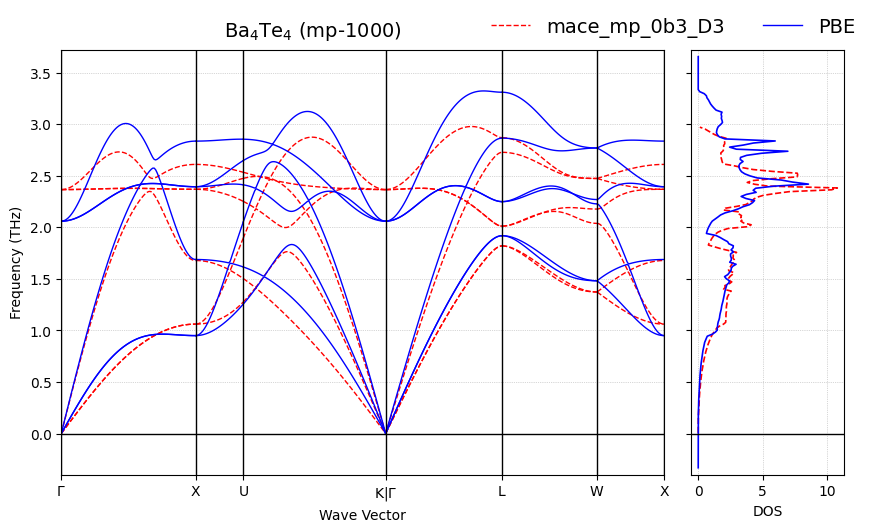 Ba₄Te₄ (mp-1000)
mace_mp_0b3_D3
PBE
Frequency (THz)
3.5
3.0
2.5
2.0
1.5
1.0
0.5
0.0
Γ X U K|Γ L W X
Wave Vector
0 5 10
DOS